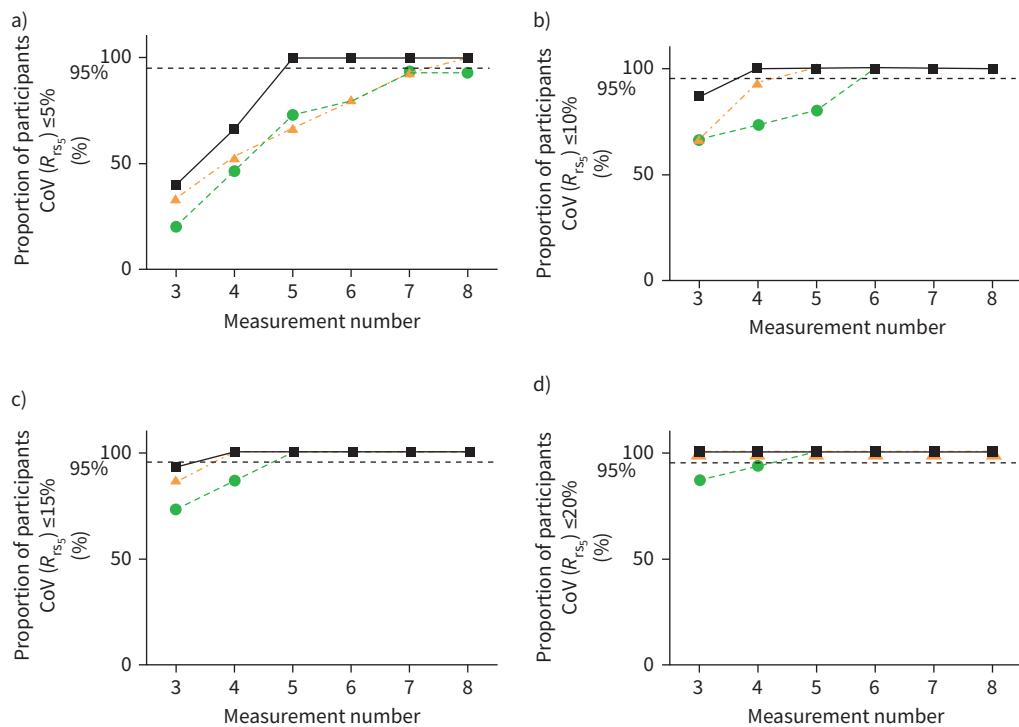 a)
Proportion of participants
CoV (Rrs5) ≤5%
(%)
100
95%
50
0
3 4 5 6 7 8
Measurement number
b)
Proportion of participants
CoV (Rrs5) ≤10%
(%)
100
95%
50
0
3 4 5 6 7 8
Measurement number
c)
Proportion of participants
CoV (Rrs5) ≤15%
(%)
100
95%
50
0
3 4 5 6 7 8
Measurement number
d)
Proportion of participants
CoV (Rrs5) ≤20%
(%)
100
95%
50
0
3 4 5 6 7 8
Measurement number